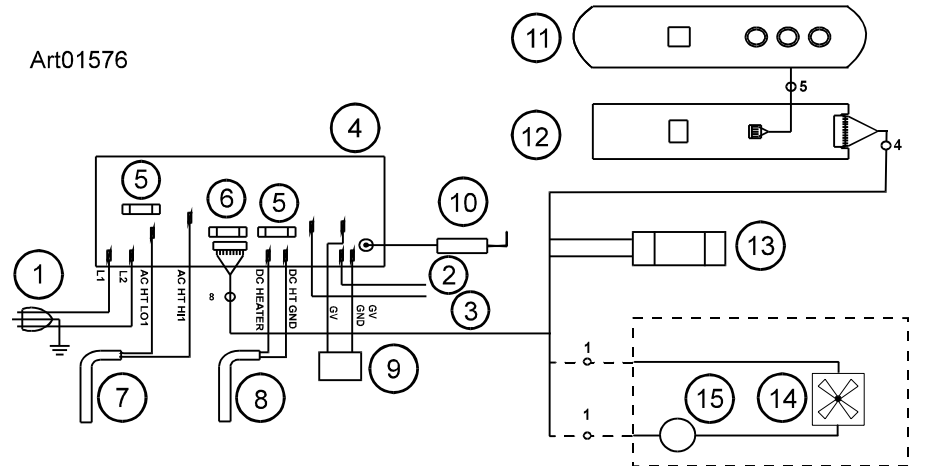 Art01576
11
5
12
4
4
5
6
5
10
13
1
L1
L2
AC HT LO1
AC HT HI1
8
DC HEATER
DC HT GND
GV
GV
GND
2
3
7
8
9
1
1
15
14